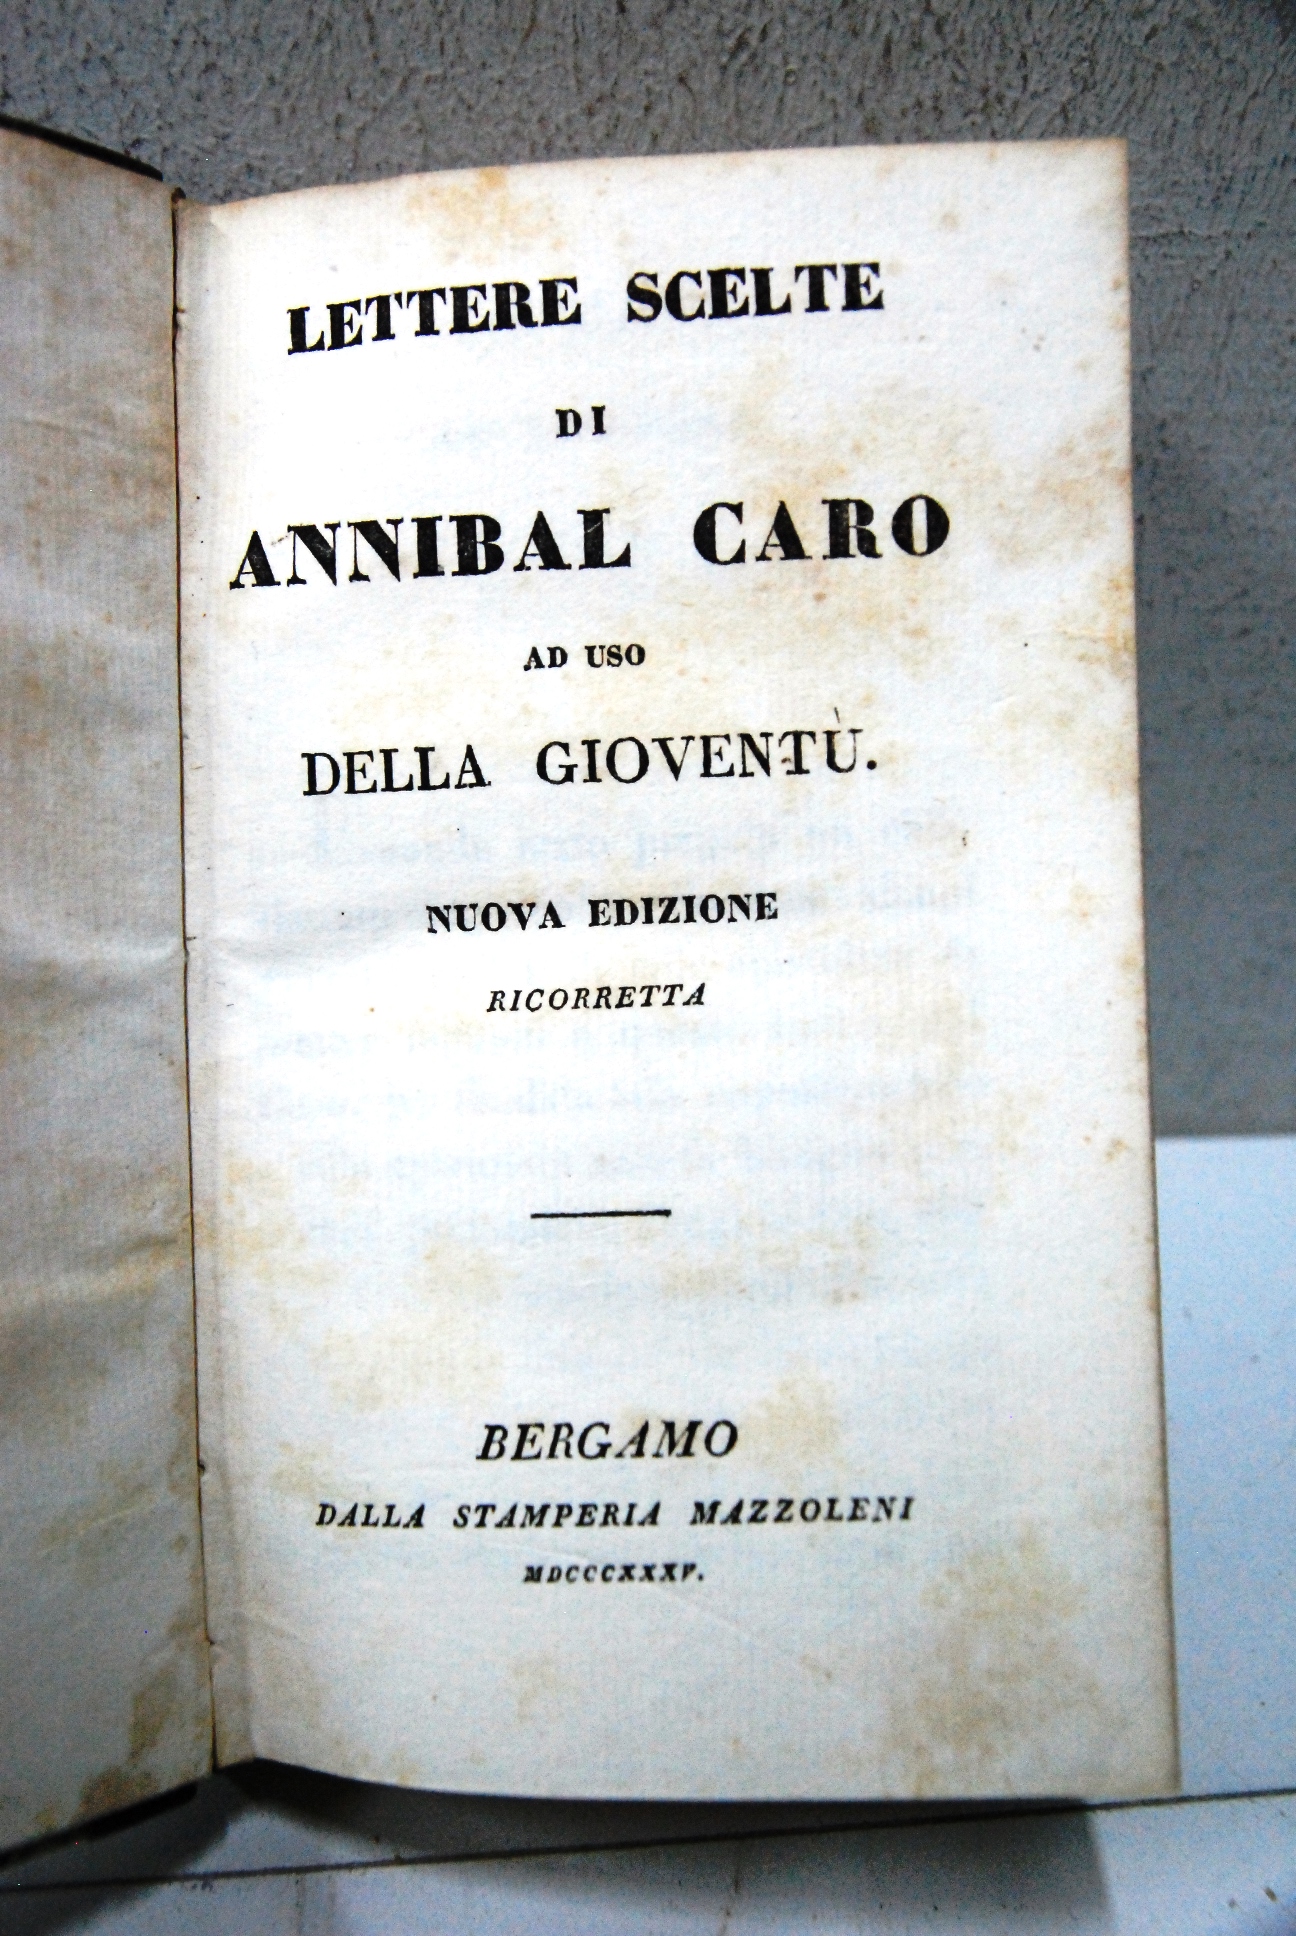 LETTERE SCELTE
DI
ANNIBAL CARO
AD USO
DELLA GIOVENTÙ.
NUOVA EDIZIONE
RICORRETTA
BERGAMO
DALLA STAMPERIA MAZZOLENI
MDCCCXXXV.